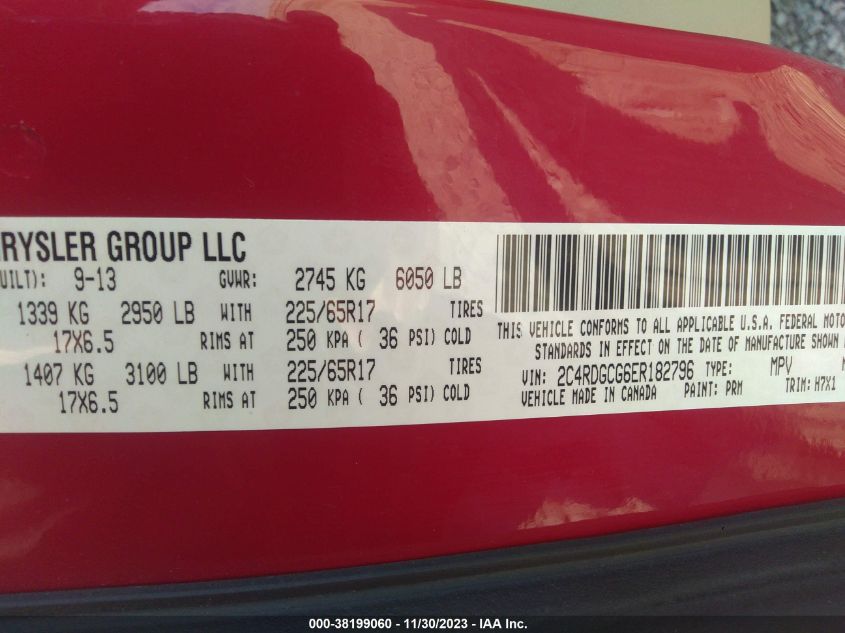 RYSLER GROUP LLC
UILT): 9-13 GVWR: 2745 KG 6050 LB
1339 KG 2950 LB WITH 225/65R17 TIRES
17X6.5 RIMS AT 250 KPA ( 36 PSI) COLD
1407 KG 3100 LB WITH 225/65R17 TIRES
17X6.5 RIMS AT 250 KPA ( 36 PSI) COLD
THIS VEHICLE CONFORMS TO ALL APPLICABLE U.S.A. FEDERAL MOTO
STANDARDS IN EFFECT ON THE DATE OF MANUFACTURE SHOWN
VIN: 2C4RDGCG6ER182796 TYPE: MPV
VEHICLE MADE IN CANADA PAINT: PRM TRIM: H7X1
000-38199060 - 11/30/2023 - IAA Inc.